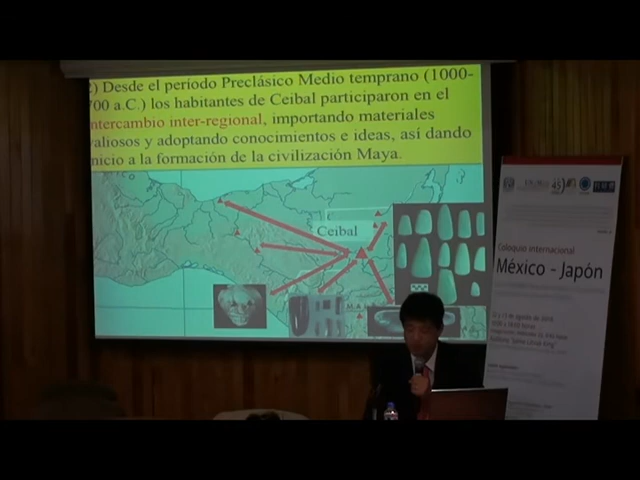 2) Desde el período Preclásico Medio temprano (1000-
700 a.C.) los habitantes de Ceibal participaron en el
intercambio inter-regional, importando materiales
valiosos y adoptando conocimientos e ideas, así dando
inicio a la formación de la civilización Maya.
Ceibal
Coloquio internacional
México - Japón